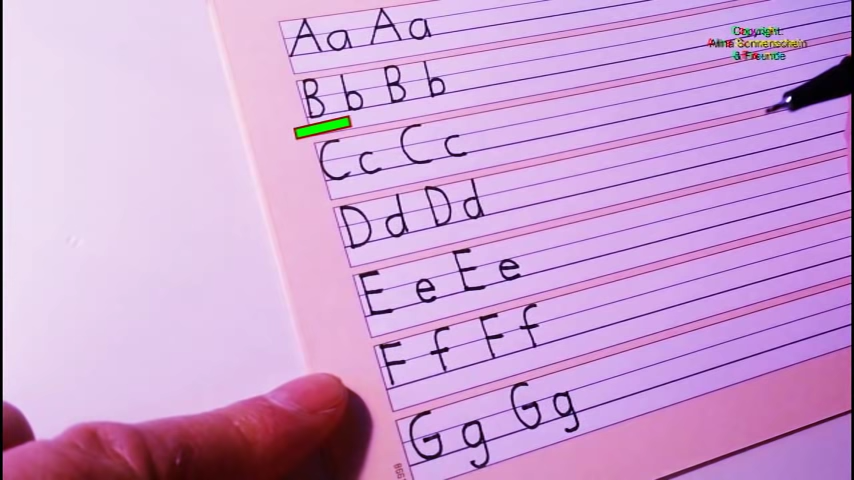 Aa Aa
Bb Bb
Cc Cc
Dd Dd
Ee Ee
Ff Ff
Gg Gg
Copyright:
Alina Sonnenschein
& Freunde